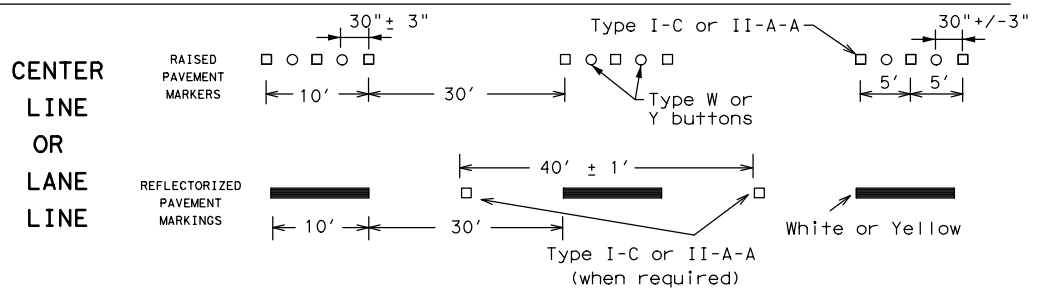 CENTER
LINE
OR
LANE
LINE
RAISED
PAVEMENT
MARKERS
30"± 3"
10'
30'
Type I-C or II-A-A
30"+/-3"
5'
5'
Type W or
Y buttons
REFLECTORIZED
PAVEMENT
MARKINGS
40' ± 1'
10'
30'
Type I-C or II-A-A
(when required)
White or Yellow